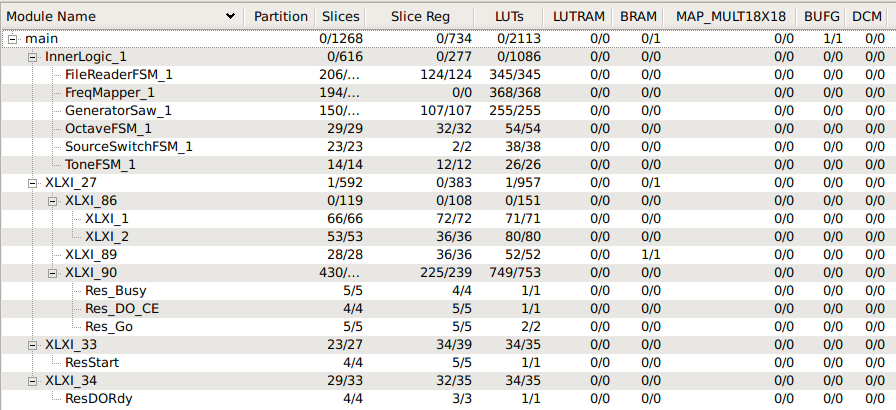 Module Name Partition Slices Slice Reg LUTs LUTRAM BRAM MAP_MULT18X18 BUFG DCM
main 0/1268 0/734 0/2113 0/0 0/1 0/0 1/1 0/0
InnerLogic_1 0/616 0/277 0/1086 0/0 0/0 0/0 0/0 0/0
FileReaderFSM_1 206/... 124/124 345/345 0/0 0/0 0/0 0/0 0/0
FreqMapper_1 194/... 0/0 368/368 0/0 0/0 0/0 0/0 0/0
GeneratorSaw_1 150/... 107/107 255/255 0/0 0/0 0/0 0/0 0/0
OctaveFSM_1 29/29 32/32 54/54 0/0 0/0 0/0 0/0 0/0
SourceSwitchFSM_1 23/23 2/2 38/38 0/0 0/0 0/0 0/0 0/0
ToneFSM_1 14/14 12/12 26/26 0/0 0/0 0/0 0/0 0/0
XLXI_27 1/592 0/383 1/957 0/0 0/1 0/0 0/0 0/0
XLXI_86 0/119 0/108 0/151 0/0 0/0 0/0 0/0 0/0
XLXI_1 66/66 72/72 71/71 0/0 0/0 0/0 0/0 0/0
XLXI_2 53/53 36/36 80/80 0/0 0/0 0/0 0/0 0/0
XLXI_89 28/28 36/36 52/52 0/0 1/1 0/0 0/0 0/0
XLXI_90 430/... 225/239 749/753 0/0 0/0 0/0 0/0 0/0
Res_Busy 5/5 4/4 1/1 0/0 0/0 0/0 0/0 0/0
Res_DO_CE 4/4 5/5 1/1 0/0 0/0 0/0 0/0 0/0
Res_Go 5/5 5/5 2/2 0/0 0/0 0/0 0/0 0/0
XLXI_33 23/27 34/39 34/35 0/0 0/0 0/0 0/0 0/0
ResStart 4/4 5/5 1/1 0/0 0/0 0/0 0/0 0/0
XLXI_34 29/33 32/35 34/35 0/0 0/0 0/0 0/0 0/0
ResDORdy 4/4 3/3 1/1 0/0 0/0 0/0 0/0 0/0